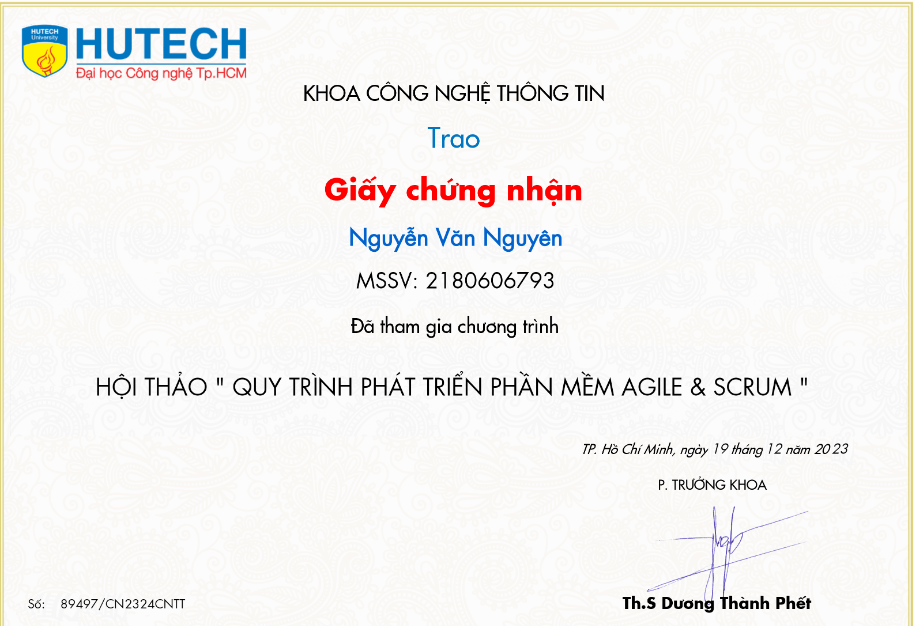 HUTECH
University
HUTECH
Đại học Công nghệ Tp.HCM
KHOA CÔNG NGHỆ THÔNG TIN
Trao
Giấy chứng nhận
Nguyễn Văn Nguyên
MSSV: 2180606793
Đã tham gia chương trình
HỘI THẢO " QUY TRÌNH PHÁT TRIỂN PHẦN MỀM AGILE & SCRUM "
TP. Hồ Chí Minh, ngày 19 tháng 12 năm 2023
P. TRƯỞNG KHOA
Th.S Dương Thành Phết
Số: 89497/CN2324CNTT